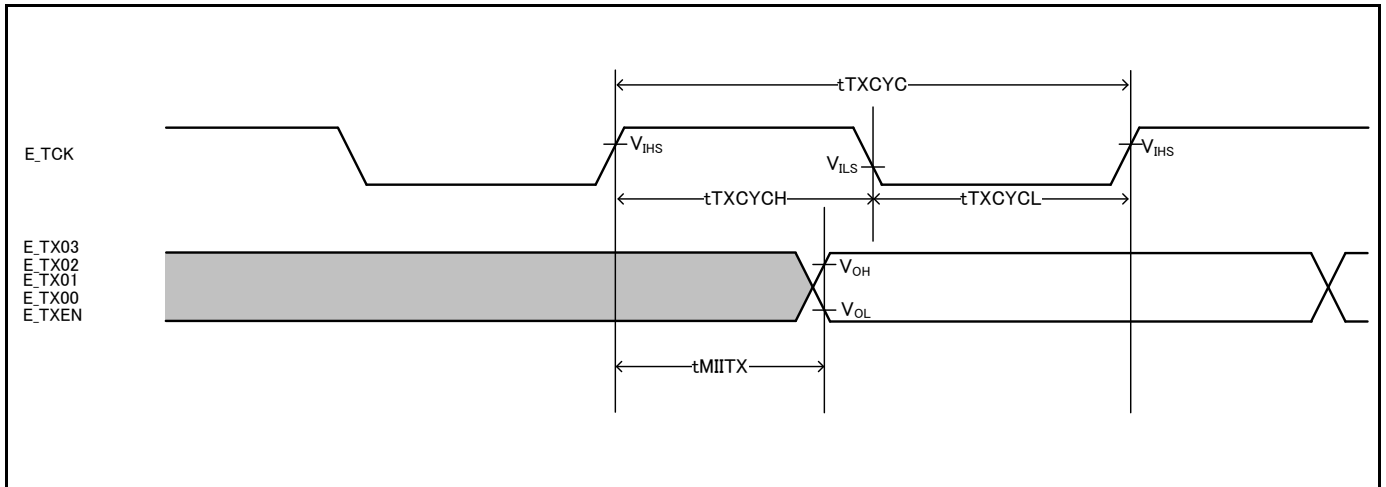 tTXCYC
E_TCK
VIHS
VILS
VIHS
tTXCYCH
tTXCYCL
E_TX03
E_TX02
E_TX01
E_TX00
E_TXEN
VOH
VOL
tMIITX